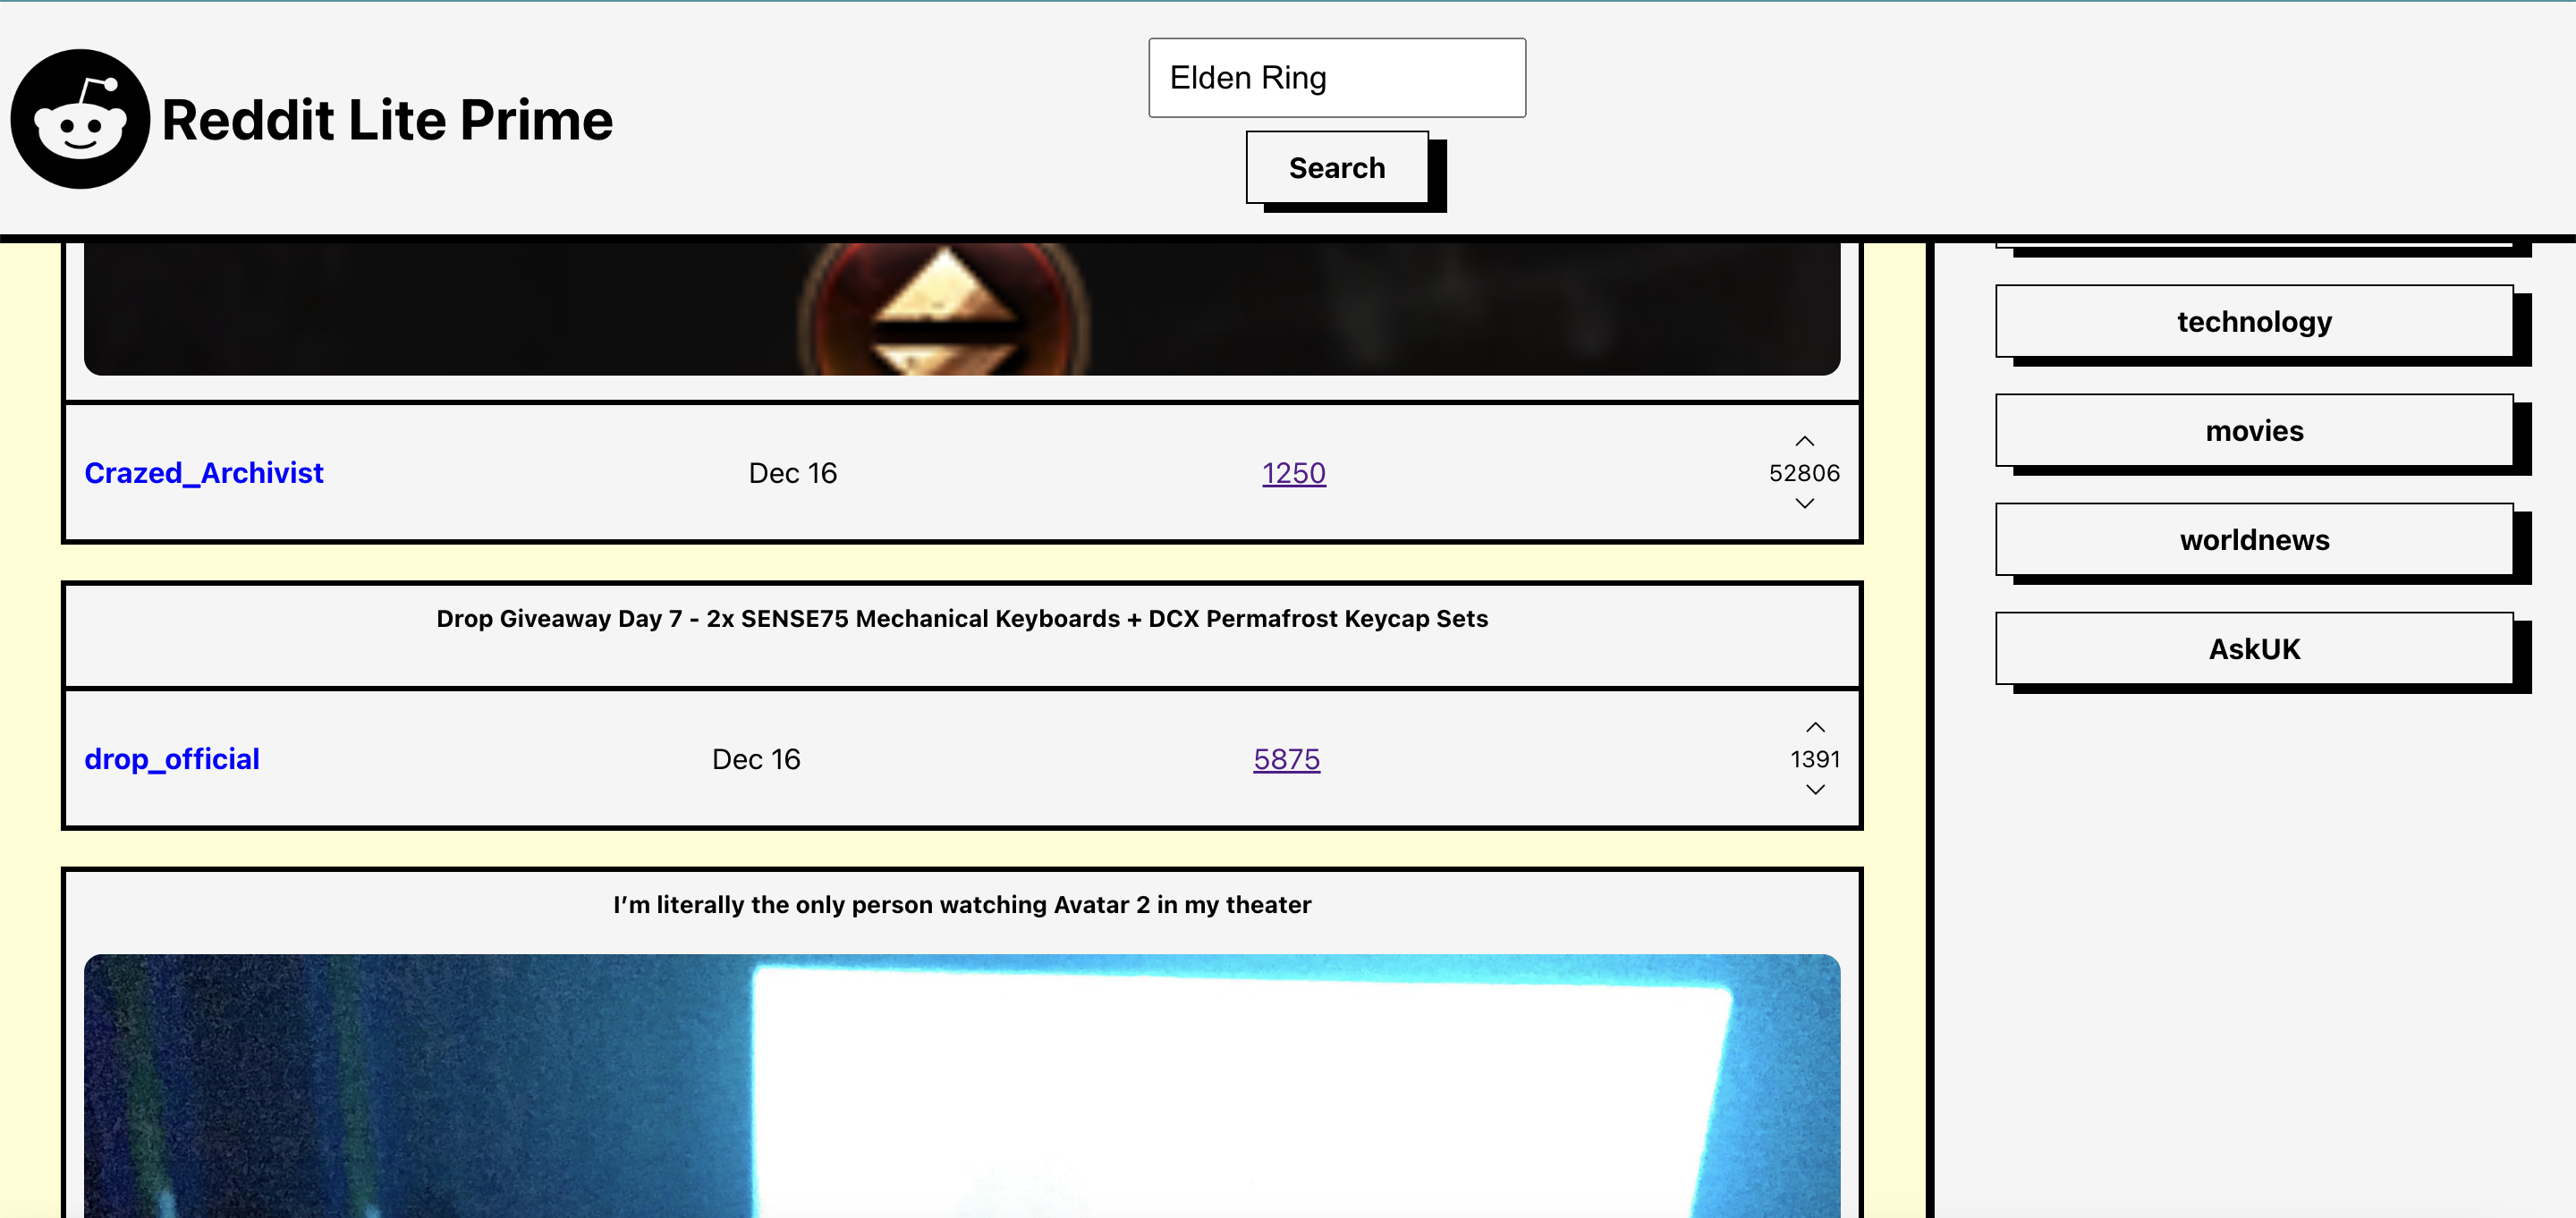 Reddit Lite Prime
Elden Ring
Search
Crazed_Archivist
Dec 16
1250
52806
Drop Giveaway Day 7 - 2x SENSE75 Mechanical Keyboards + DCX Permafrost Keycap Sets
drop_official
Dec 16
5875
1391
I’m literally the only person watching Avatar 2 in my theater
technology
movies
worldnews
AskUK